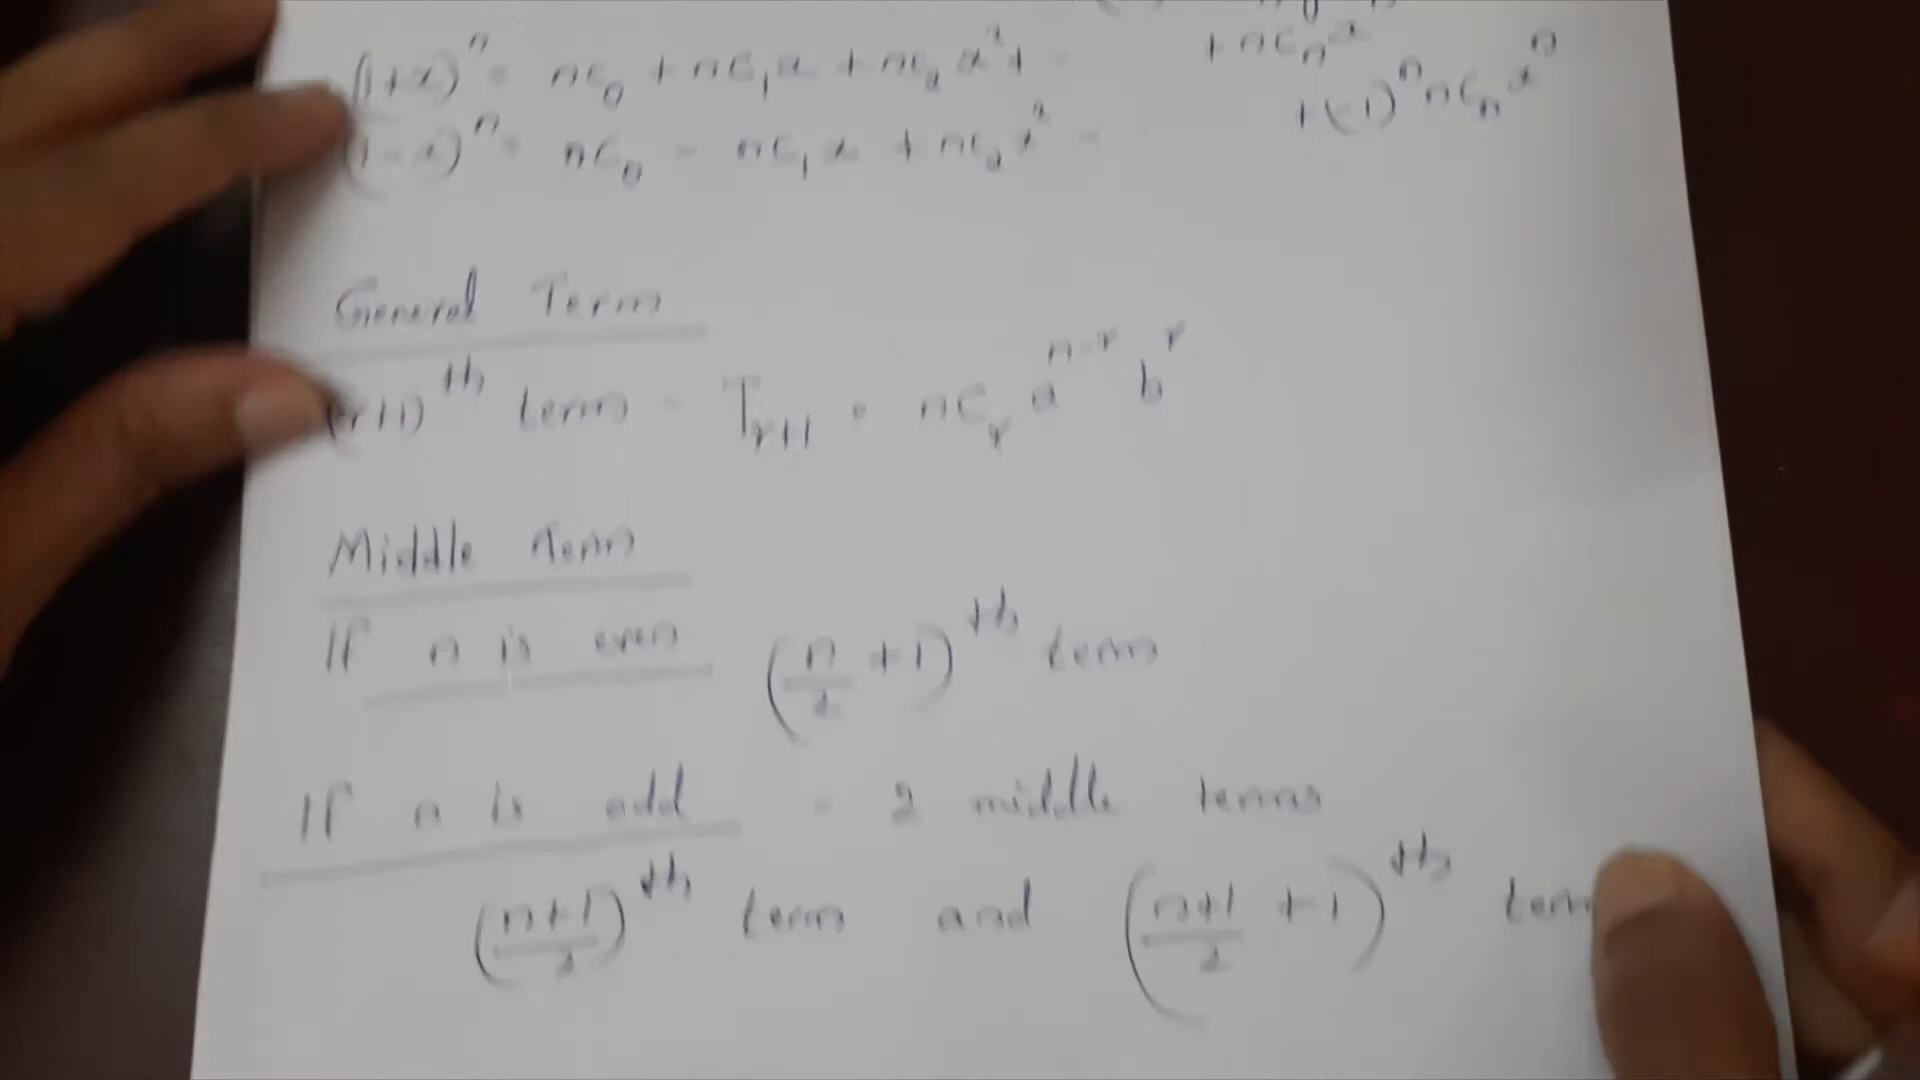 (1+x)ⁿ = nC₀ + nC₁x + nC₂x² + - + nCₙxⁿ
(1-x)ⁿ = nC₀ - nC₁x + nC₂x² - +(-1)ⁿ nCₙxⁿ
General Term
(r+1)ᵗʰ term - Tᵣ₊₁ = nCᵣ aⁿ⁻ʳ bʳ
Middle Term
If n is even (n/2 + 1)ᵗʰ term
If n is odd - 2 middle terms
(n+1/2)ᵗʰ term and (n+1/2 + 1)ᵗʰ term